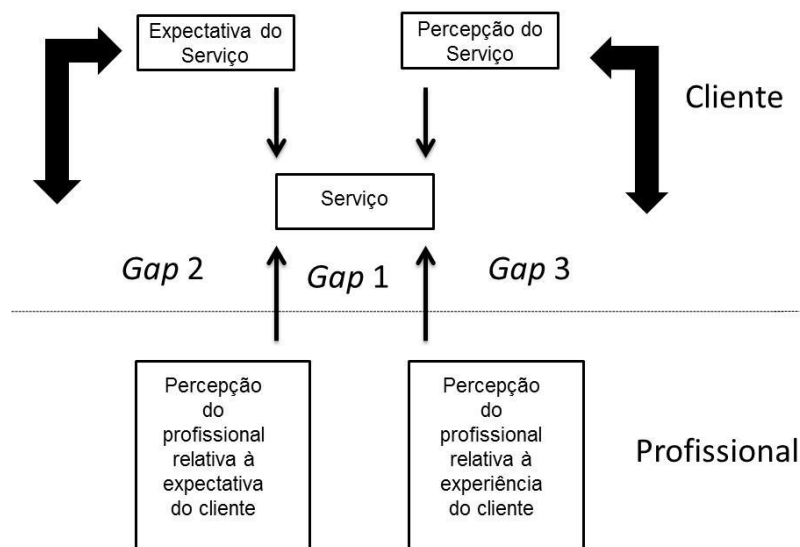 Expectativa do
Serviço
Percepção do
Serviço
Cliente
Serviço
Gap 2
Gap 1
Gap 3
Percepção
do
profissional
relativa à
expectativa
do cliente
Percepção
do
profissional
relativa à
experiência
do cliente
Profissional